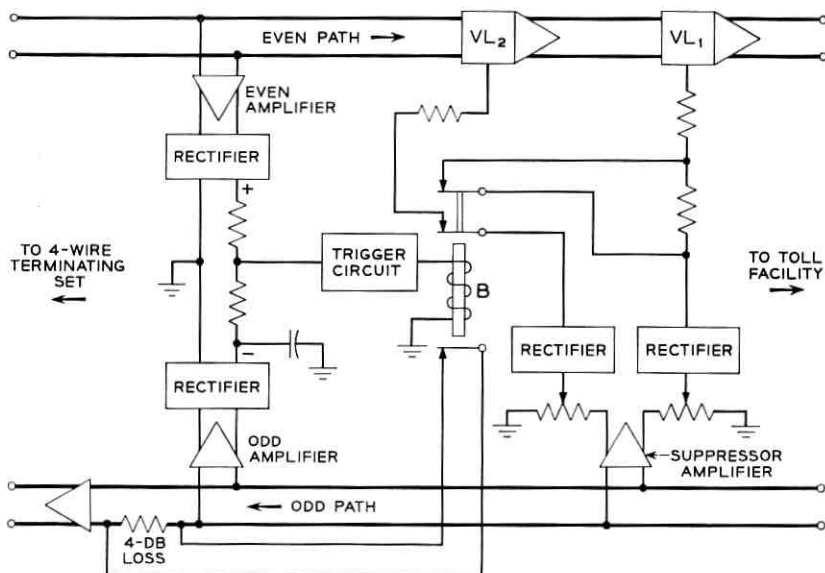 EVEN PATH
VL2
VL1
EVEN
AMPLIFIER
RECTIFIER
+
TO 4-WIRE
TERMINATING
SET
TRIGGER
CIRCUIT
B
TO TOLL
FACILITY
−
RECTIFIER
RECTIFIER
RECTIFIER
ODD
AMPLIFIER
SUPPRESSOR
AMPLIFIER
ODD PATH
4-DB
LOSS